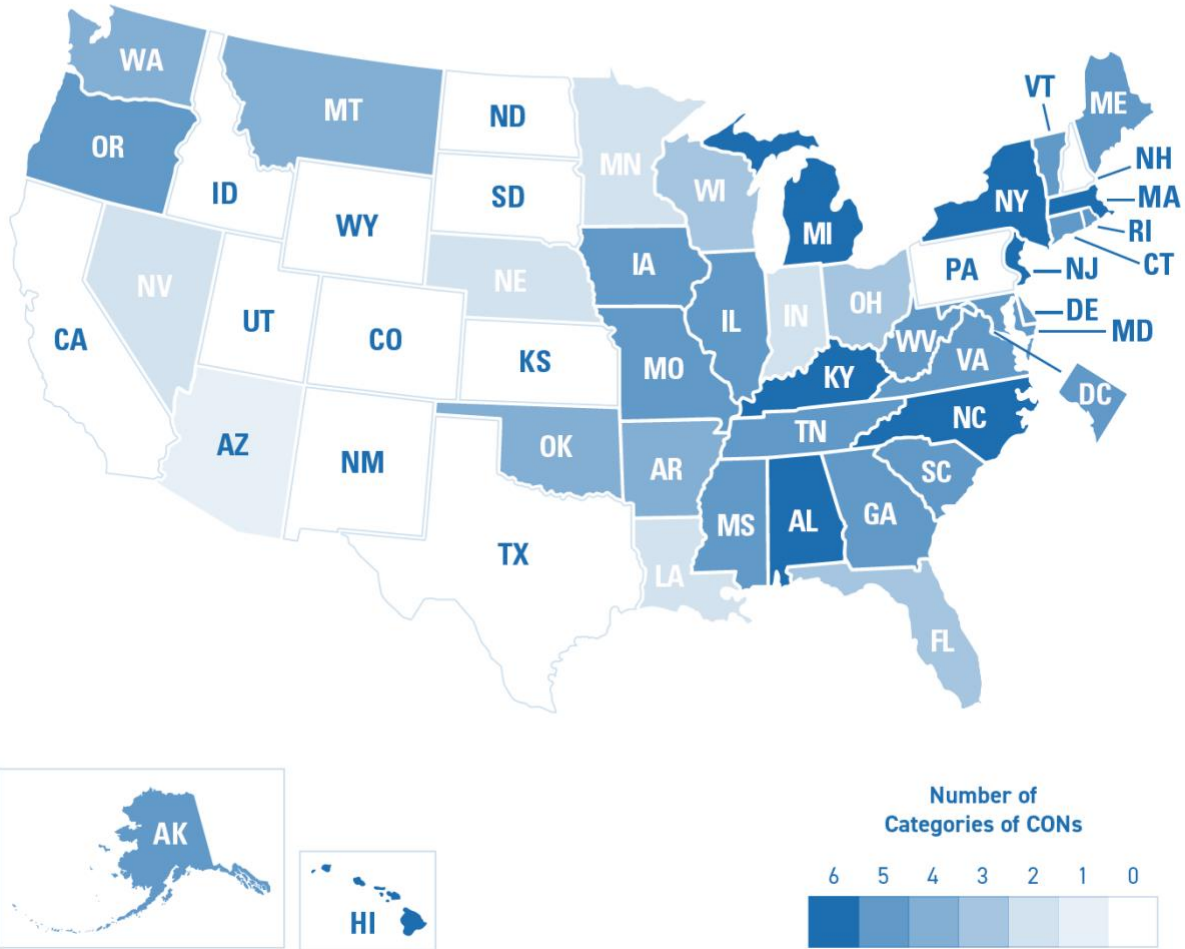 WA
MT
ND
MN
VT
ME
OR
ID
SD
WI
NH
WY
NY
MA
MI
RI
IA
PA
CT
NV
NE
NJ
UT
IL
IN
OH
DE
CA
CO
MD
KS
MO
WV
VA
KY
DC
AZ
OK
TN
NC
NM
AR
SC
MS
AL
GA
TX
LA
FL
AK
HI
Number of
Categories of CONs
6 5 4 3 2 1 0